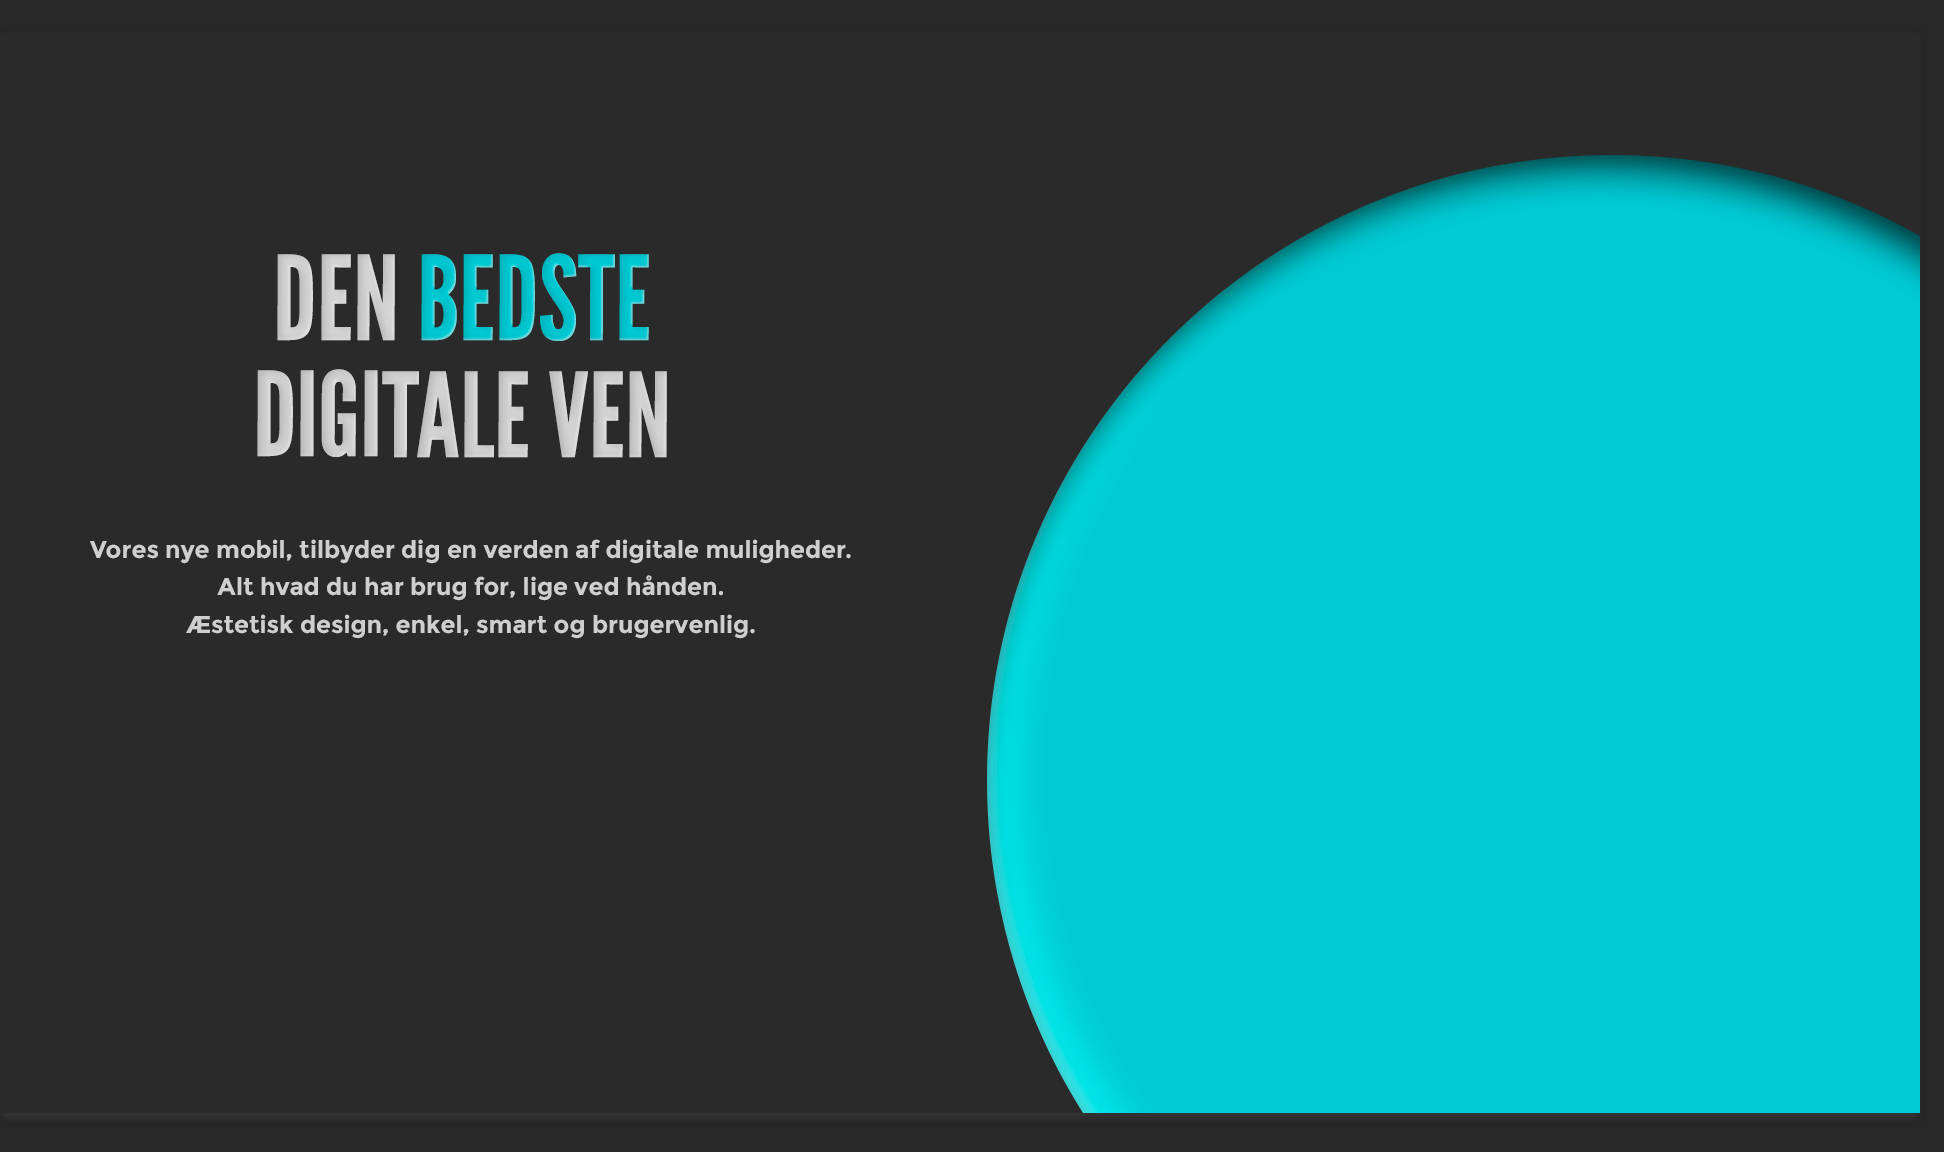 DEN BEDSTE
DIGITALE VEN
Vores nye mobil, tilbyder dig en verden af digitale muligheder.
Alt hvad du har brug for, lige ved hånden.
Æstetisk design, enkel, smart og brugervenlig.